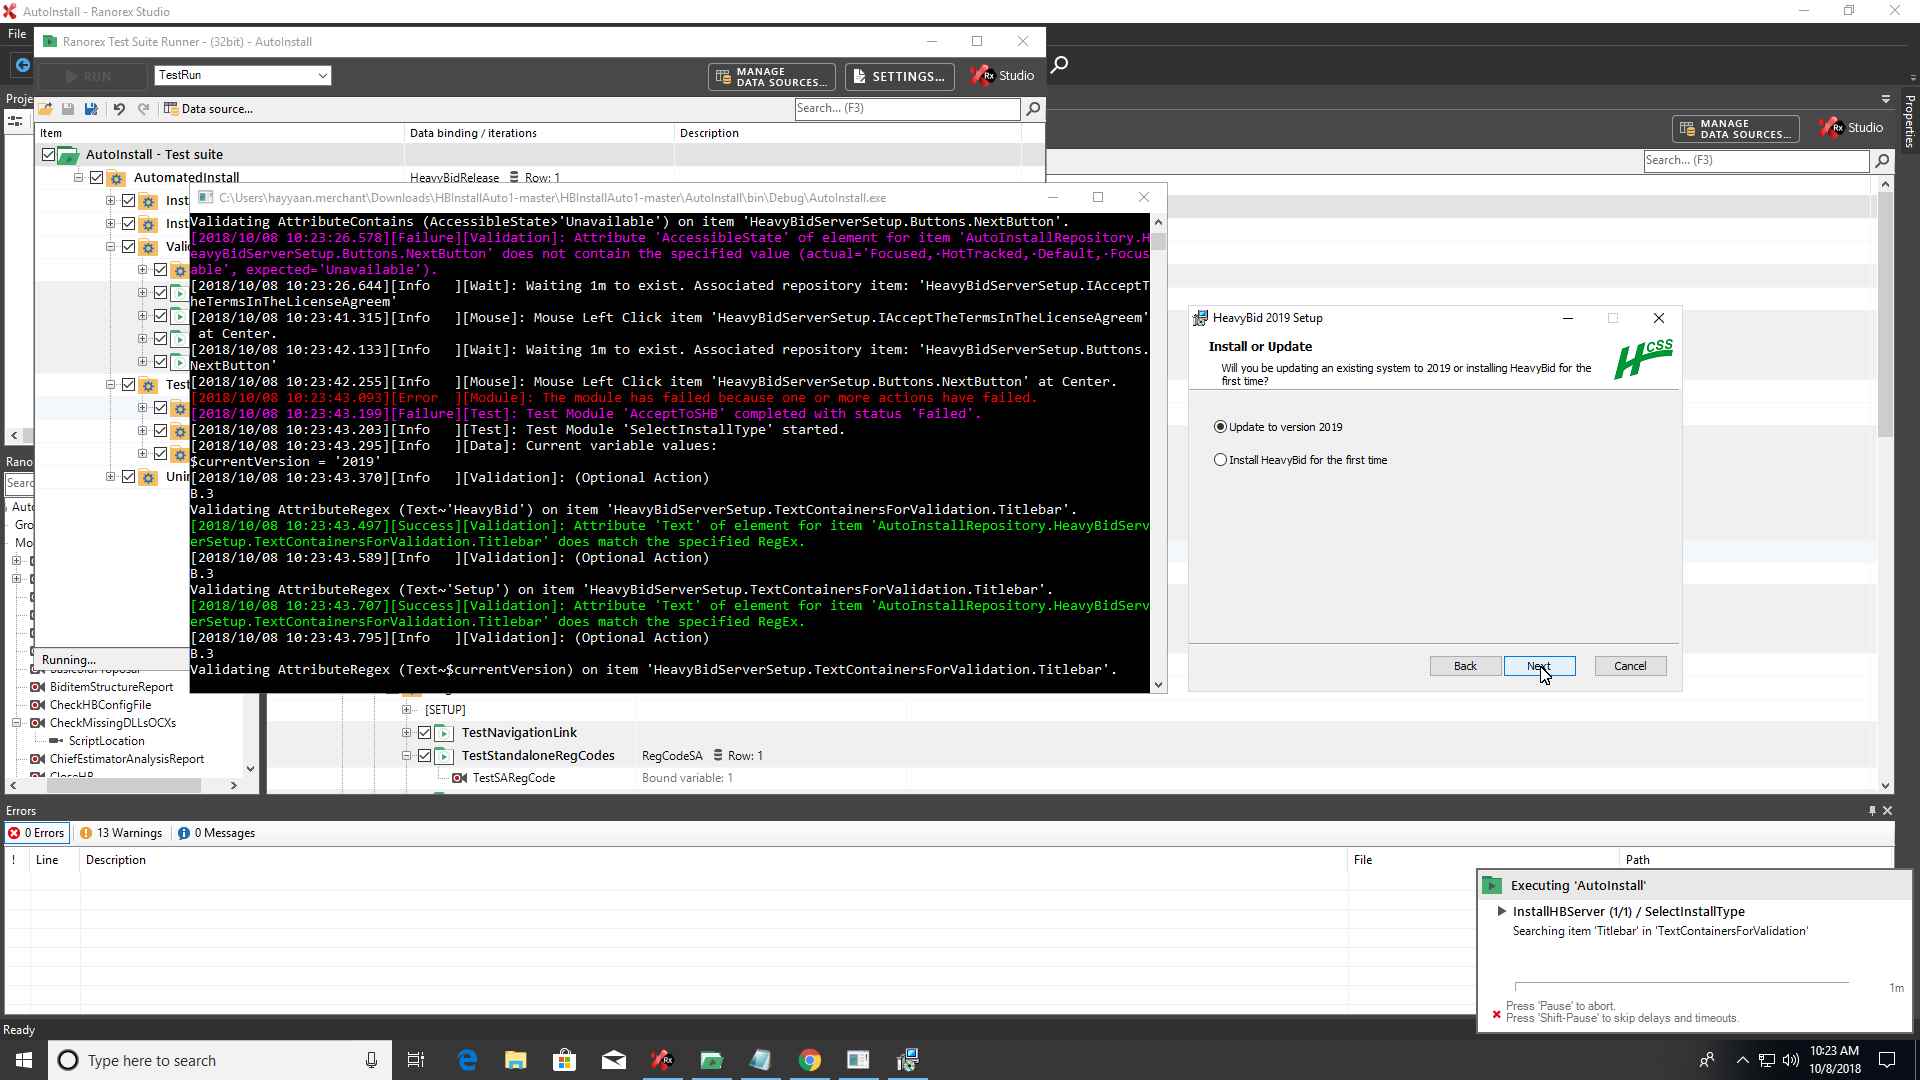 AutoInstall - Ranorex Studio
File
Ranorex Test Suite Runner - (32bit) - AutoInstall
RUN
TestRun
MANAGE
DATA SOURCES...
SETTINGS...
Rx Studio
Proje
Data source...
Search... (F3)
Item
Data binding / iterations
Description
AutoInstall - Test suite
AutomatedInstall
HeavyBidRelease
Row: 1
Inst
Inst
Vali
Test
Unin
Running...
MANAGE
DATA SOURCES...
Rx Studio
Search... (F3)
Properties
C:\Users\hayyaan.merchant\Downloads\HBInstallAuto1-master\HBInstallAuto1-master\AutoInstall\bin\Debug\AutoInstall.exe
Validating AttributeContains (AccessibleState>'Unavailable') on item 'HeavyBidServerSetup.Buttons.NextButton'.
[2018/10/08 10:23:26.578][Failure][Validation]: Attribute 'AccessibleState' of element for item 'AutoInstallRepository.H
eavyBidServerSetup.Buttons.NextButton' does not contain the specified value (actual='Focused,·HotTracked,·Default,·Focus
able', expected='Unavailable').
[2018/10/08 10:23:26.644][Info   ][Wait]: Waiting 1m to exist. Associated repository item: 'HeavyBidServerSetup.IAcceptT
heTermsInTheLicenseAgreem'
[2018/10/08 10:23:41.315][Info   ][Mouse]: Mouse Left Click item 'HeavyBidServerSetup.IAcceptTheTermsInTheLicenseAgreem'
 at Center.
[2018/10/08 10:23:42.133][Info   ][Wait]: Waiting 1m to exist. Associated repository item: 'HeavyBidServerSetup.Buttons.
NextButton'
[2018/10/08 10:23:42.255][Info   ][Mouse]: Mouse Left Click item 'HeavyBidServerSetup.Buttons.NextButton' at Center.
[2018/10/08 10:23:43.093][Error  ][Module]: The module has failed because one or more actions have failed.
[2018/10/08 10:23:43.199][Failure][Test]: Test Module 'AcceptToSHB' completed with status 'Failed'.
[2018/10/08 10:23:43.203][Info   ][Test]: Test Module 'SelectInstallType' started.
[2018/10/08 10:23:43.295][Info   ][Data]: Current variable values:
$currentVersion = '2019'
[2018/10/08 10:23:43.370][Info   ][Validation]: (Optional Action)
B.3
Validating AttributeRegex (Text~'HeavyBid') on item 'HeavyBidServerSetup.TextContainersForValidation.Titlebar'.
[2018/10/08 10:23:43.497][Success][Validation]: Attribute 'Text' of element for item 'AutoInstallRepository.HeavyBidServ
erSetup.TextContainersForValidation.Titlebar' does match the specified RegEx.
[2018/10/08 10:23:43.589][Info   ][Validation]: (Optional Action)
B.3
Validating AttributeRegex (Text~'Setup') on item 'HeavyBidServerSetup.TextContainersForValidation.Titlebar'.
[2018/10/08 10:23:43.707][Success][Validation]: Attribute 'Text' of element for item 'AutoInstallRepository.HeavyBidServ
erSetup.TextContainersForValidation.Titlebar' does match the specified RegEx.
[2018/10/08 10:23:43.795][Info   ][Validation]: (Optional Action)
B.3
Validating AttributeRegex (Text~$currentVersion) on item 'HeavyBidServerSetup.TextContainersForValidation.Titlebar'.
HeavyBid 2019 Setup
Install or Update
Will you be updating an existing system to 2019 or installing HeavyBid for the
first time?
HCSS
Update to version 2019
Install HeavyBid for the first time
Back
Next
Cancel
Rano
Searc
Auto
Gro
Mo
BiditemStructureReport
CheckHBConfigFile
CheckMissingDLLsOCXs
ScriptLocation
ChiefEstimatorAnalysisReport
[SETUP]
TestNavigationLink
TestStandaloneRegCodes
RegCodeSA
Row: 1
TestSARegCode
Bound variable: 1
Errors
0 Errors
13 Warnings
0 Messages
!
Line
Description
File
Path
Executing 'AutoInstall'
InstallHBServer (1/1) / SelectInstallType
Searching item 'Titlebar' in 'TextContainersForValidation'
1m
Press 'Pause' to abort.
Press 'Shift-Pause' to skip delays and timeouts.
Ready
Type here to search
Rx
10:23 AM
10/8/2018